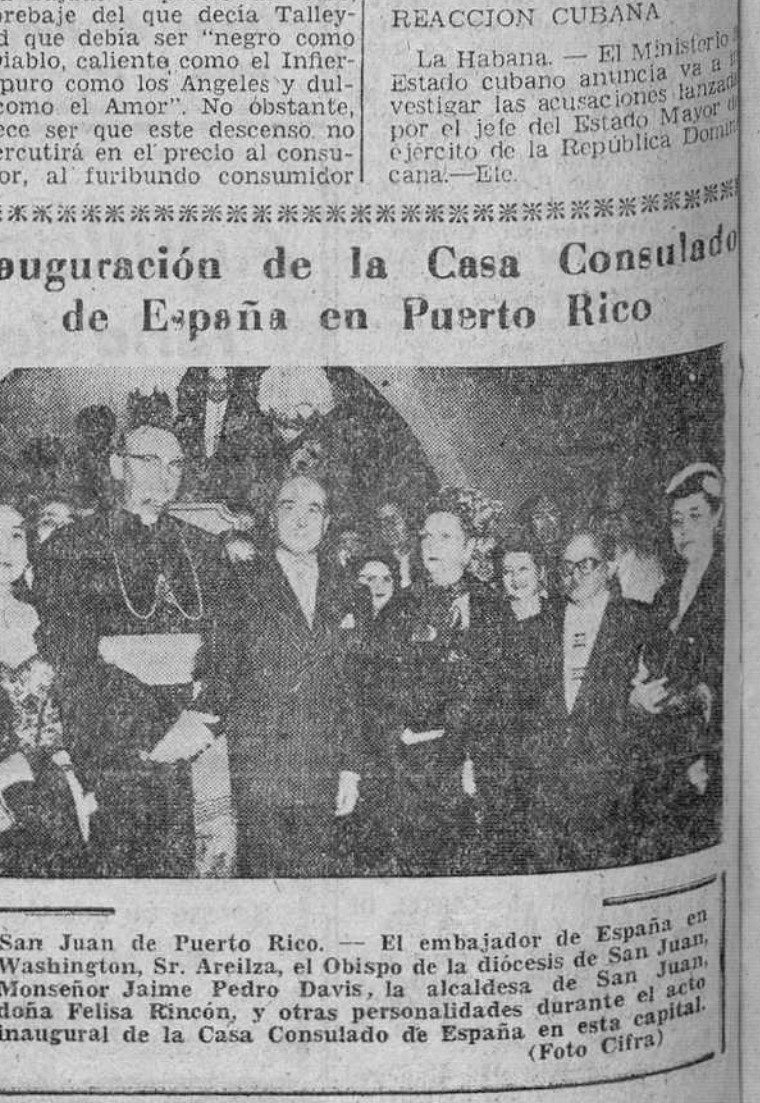 rebaje del que decía Talley-
d que debía ser "negro como
Diablo, caliente como el Infier-
puro como los Angeles y dul-
como el Amor". No óbstante,
ece ser que este descenso no
ercutirá en el precio al consu-
or, al furibundo consumidor
REACCION CUBANA
La Habana. — El Ministerio
Estado cubano anuncia va a
vestigar las acusaciones lanzada
por el jefe del Estado Mayor
ejército de la República Domini
cana.—Efe.
auguración de la Casa Consulado
de España en Puerto Rico
San Juan de Puerto Rico. — El embajador de España en
Washington, Sr. Areilza, el Obispo de la diócesis de San Juan,
Monseñor Jaime Pedro Davis, la alcaldesa de San Juan,
doña Felisa Rincón, y otras personalidades durante el acto
inaugural de la Casa Consulado de España en esta capital.
(Foto Cifra)